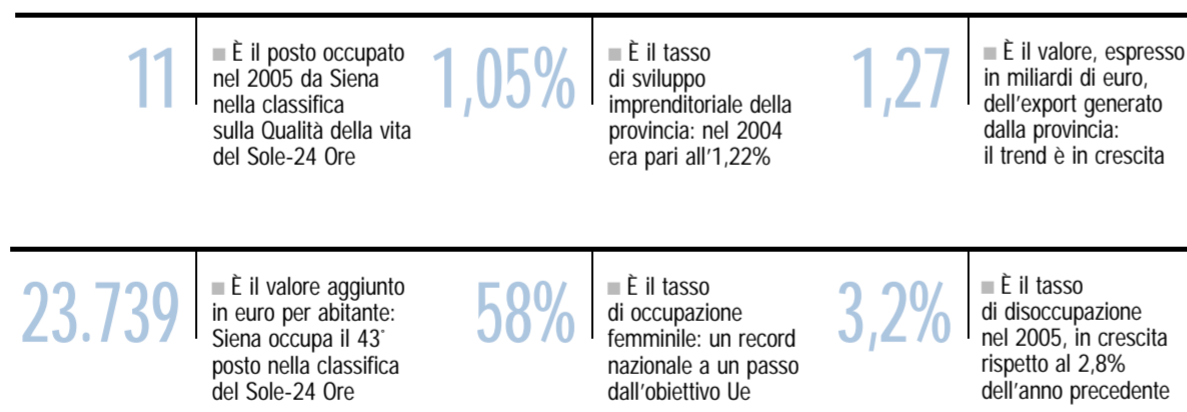 11
■ È il posto occupato
nel 2005 da Siena
nella classifica
sulla Qualità della vita
del Sole-24 Ore
1,05%
■ È il tasso
di sviluppo
imprenditoriale della
provincia: nel 2004
era pari all'1,22%
1,27
■ È il valore, espresso
in miliardi di euro,
dell'export generato
dalla provincia:
il trend è in crescita
23.739
■ È il valore aggiunto
in euro per abitante:
Siena occupa il 43°
posto nella classifica
del Sole-24 Ore
58%
■ È il tasso
di occupazione
femminile: un record
nazionale a un passo
dall'obiettivo Ue
3,2%
■ È il tasso
di disoccupazione
nel 2005, in crescita
rispetto al 2,8%
dell'anno precedente